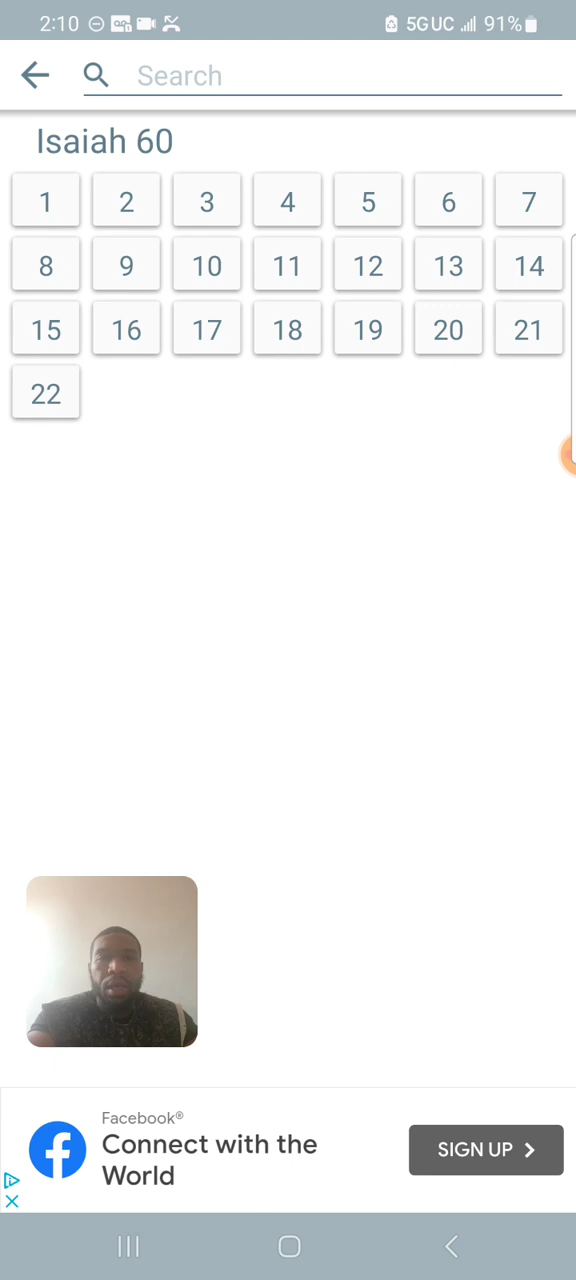 2:10 5G UC 91%
Search
Isaiah 60
1 2 3 4 5 6 7
8 9 10 11 12 13 14
15 16 17 18 19 20 21
22
Facebook®
Connect with the
World
SIGN UP